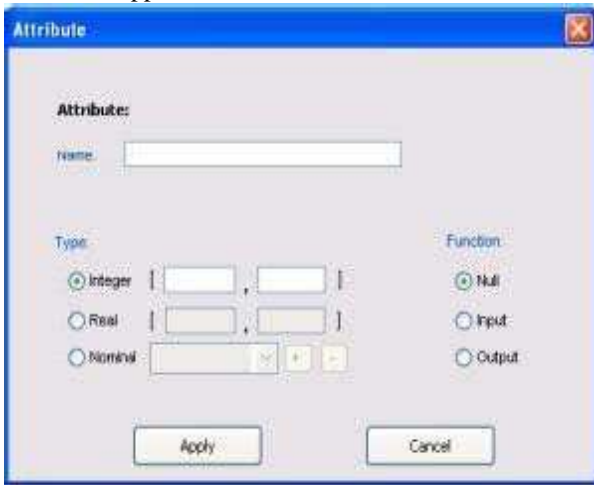 Attribute
Attribute:
Name:
Type: Function
Integer [ , ] Null
Real [ , ] Input
Nominal + - Output
Apply Cancel